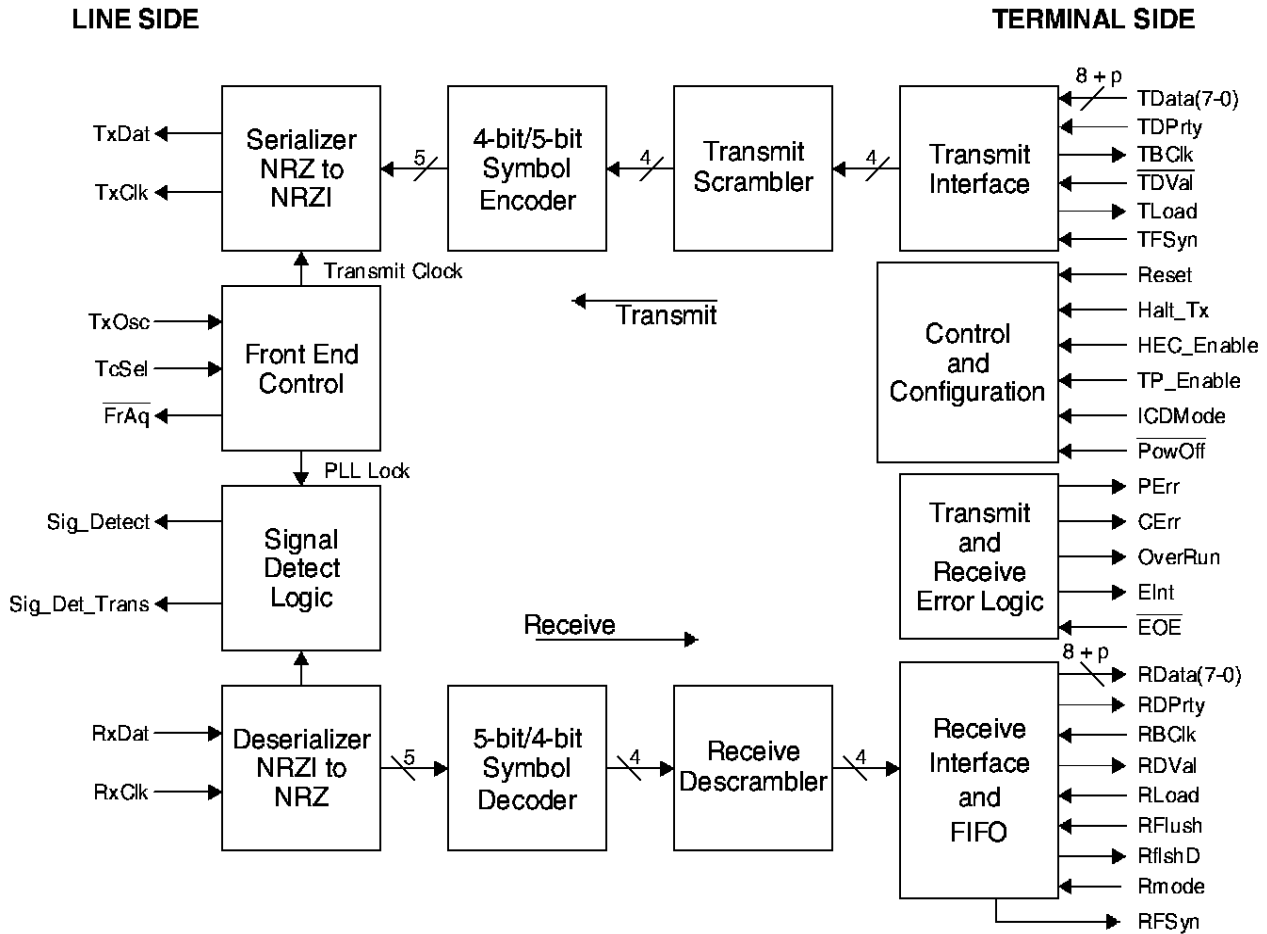 LINE SIDE
TERMINAL SIDE
TxDat
TxClk
Serializer
NRZ to
NRZI
5
4-bit/5-bit
Symbol
Encoder
4
Transmit
Scrambler
4
Transmit
Interface
8 + p
TData(7-0)
TDPrty
TBClk
TDVal
TLoad
TFSyn
Transmit Clock
TxOsc
TcSel
FrAq
Front End
Control
Transmit
Control
and
Configuration
Reset
Halt_Tx
HEC_Enable
TP_Enable
ICDMode
PowOff
PLL Lock
Sig_Detect
Sig_Det_Trans
Signal
Detect
Logic
Receive
Transmit
and
Receive
Error Logic
PErr
CErr
OverRun
EInt
EOE
RxDat
RxClk
Deserializer
NRZI to
NRZ
5
5-bit/4-bit
Symbol
Decoder
4
Receive
Descrambler
4
Receive
Interface
and
FIFO
8 + p
RData(7-0)
RDPrty
RBClk
RDVal
RLoad
RFlush
RflshD
Rmode
RFSyn